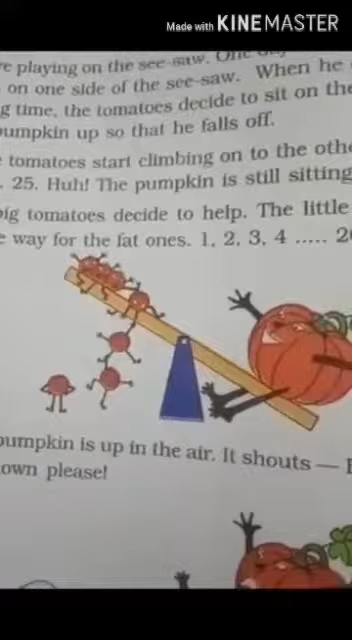 Made with KINEMASTER
e playing on the see-saw. One
on one side of the see-saw. When he
g time, the tomatoes decide to sit on the
umpkin up so that he falls off.
tomatoes start climbing on to the othe
. 25. Huh! The pumpkin is still sitting
ig tomatoes decide to help. The little
e way for the fat ones. 1, 2, 3, 4 ..... 2
pumpkin is up in the air. It shouts —
own please!